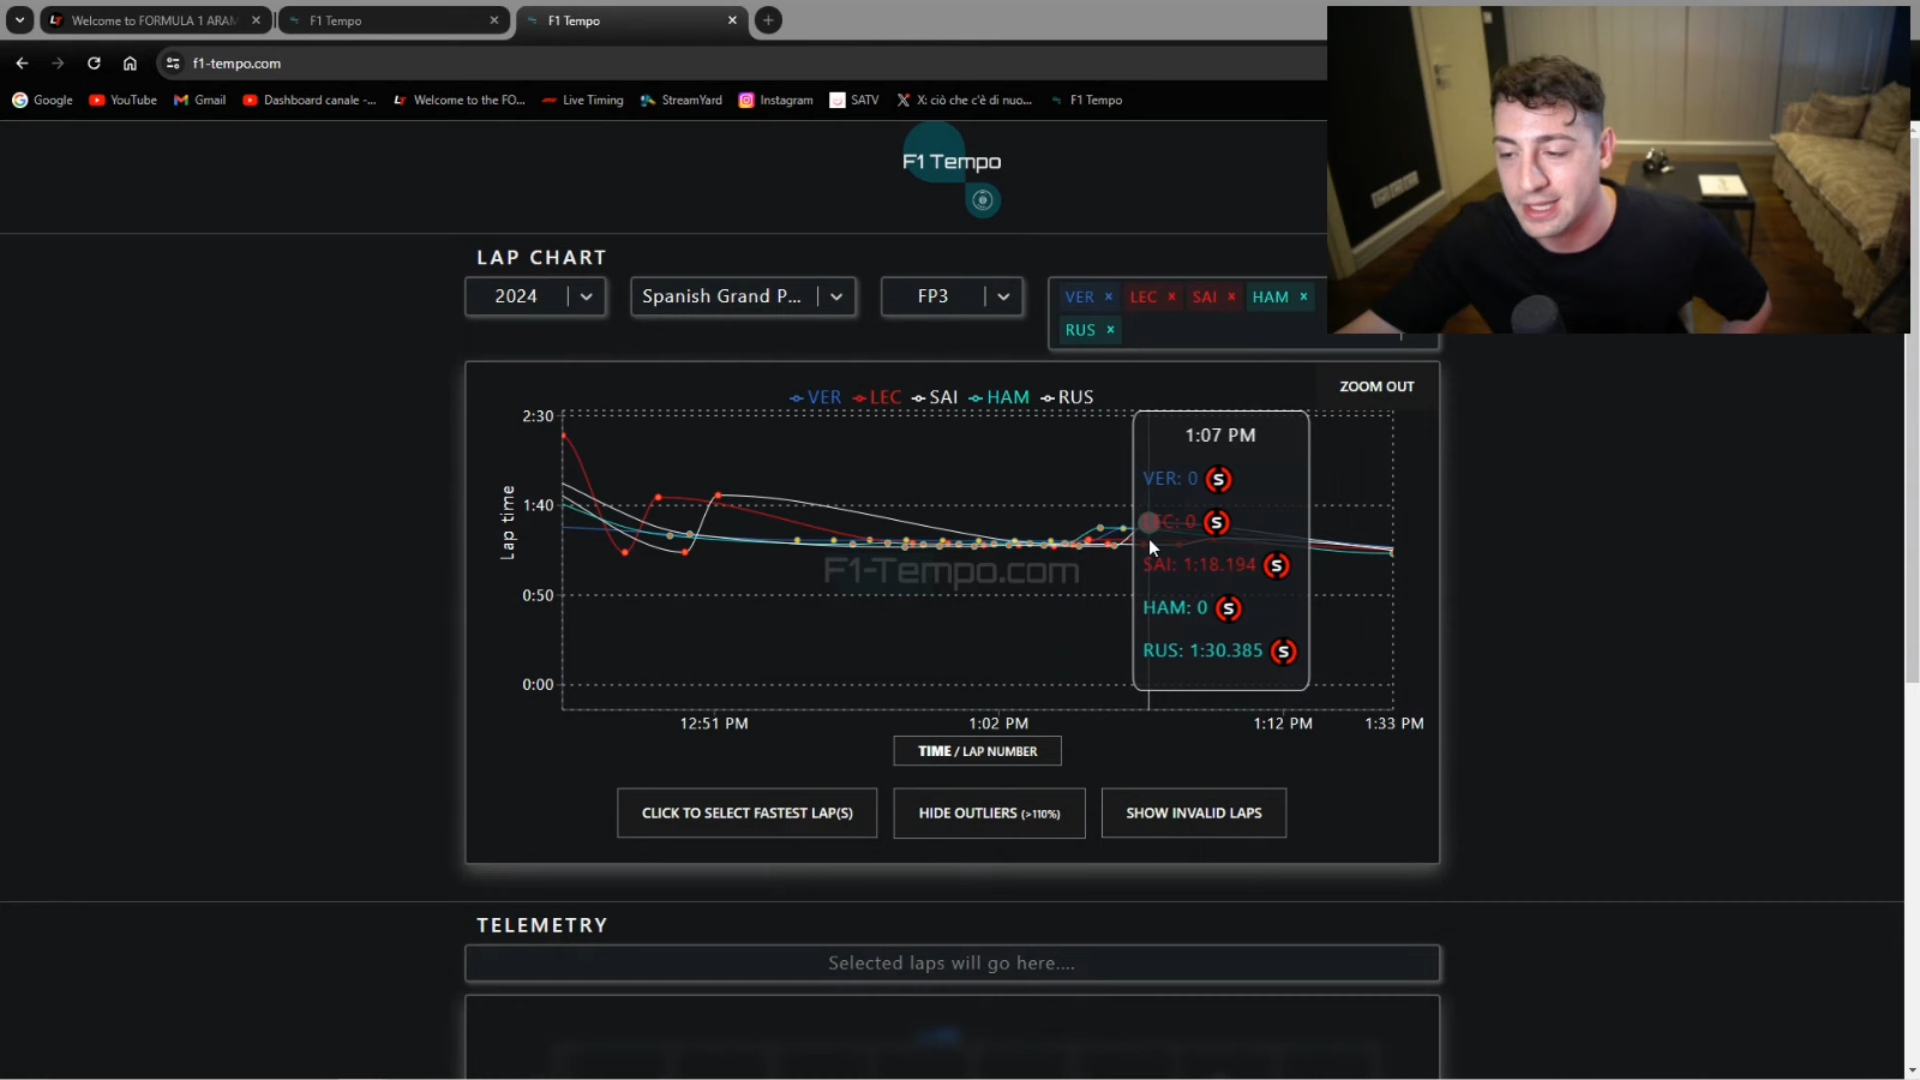 Welcome to FORMULA 1 ARAM
F1 Tempo
F1 Tempo
f1-tempo.com
Google
YouTube
Gmail
Dashboard canale -...
Welcome to the FO...
Live Timing
StreamYard
Instagram
SATV
X: ciò che c'è di nuo...
F1 Tempo
F1 Tempo
LAP CHART
2024
Spanish Grand P...
FP3
VER × LEC × SAI × HAM ×
RUS ×
ZOOM OUT
VER LEC SAI HAM RUS
2:30
1:40
0:50
0:00
Lap time
F1-Tempo.com
1:07 PM
VER: 0 S
LEC: 0 S
SAI: 1:18.194 S
HAM: 0 S
RUS: 1:30.385 S
12:51 PM
1:02 PM
1:12 PM
1:33 PM
TIME / LAP NUMBER
CLICK TO SELECT FASTEST LAP(S)
HIDE OUTLIERS (>110%)
SHOW INVALID LAPS
TELEMETRY
Selected laps will go here....